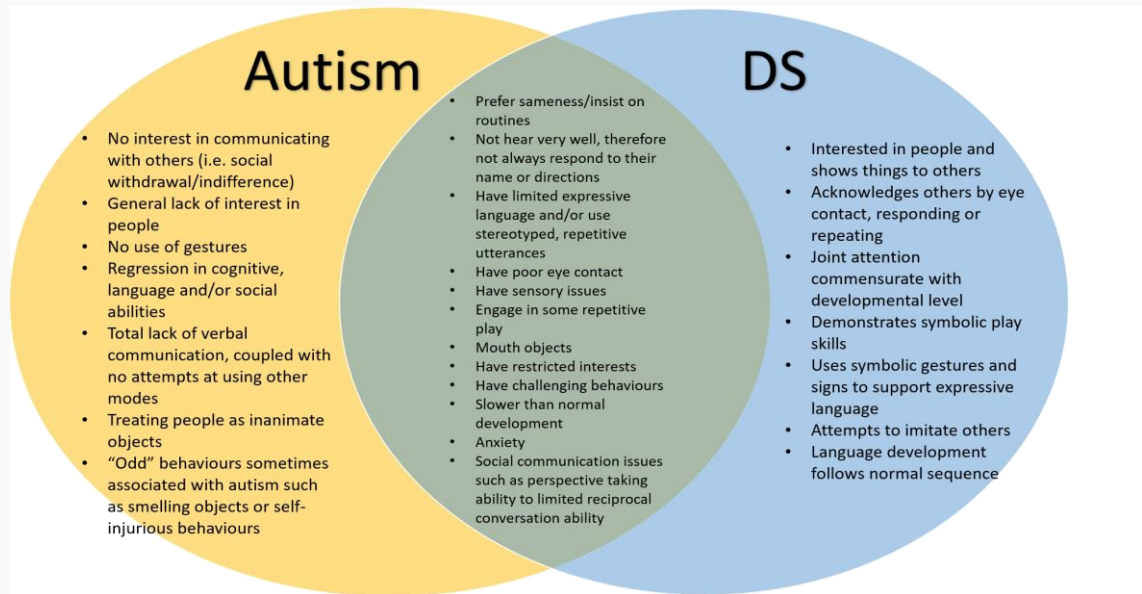 Autism
• No interest in communicating
with others (i.e. social
withdrawal/indifference)
• General lack of interest in
people
• No use of gestures
• Regression in cognitive,
language and/or social
abilities
• Total lack of verbal
communication, coupled with
no attempts at using other
modes
• Treating people as inanimate
objects
• “Odd” behaviours sometimes
associated with autism such
as smelling objects or self-
injurious behaviours
• Prefer sameness/insist on
routines
• Not hear very well, therefore
not always respond to their
name or directions
• Have limited expressive
language and/or use
stereotyped, repetitive
utterances
• Have poor eye contact
• Have sensory issues
• Engage in some repetitive
play
• Mouth objects
• Have restricted interests
• Have challenging behaviours
• Slower than normal
development
• Anxiety
• Social communication issues
such as perspective taking
ability to limited reciprocal
conversation ability
DS
• Interested in people and
shows things to others
• Acknowledges others by eye
contact, responding or
repeating
• Joint attention
commensurate with
developmental level
• Demonstrates symbolic play
skills
• Uses symbolic gestures and
signs to support expressive
language
• Attempts to imitate others
• Language development
follows normal sequence